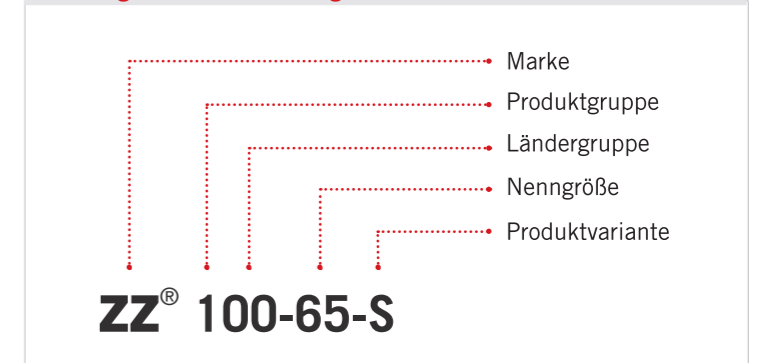 Marke
Produktgruppe
Ländergruppe
Nenngröße
Produktvariante
ZZ® 100-65-S